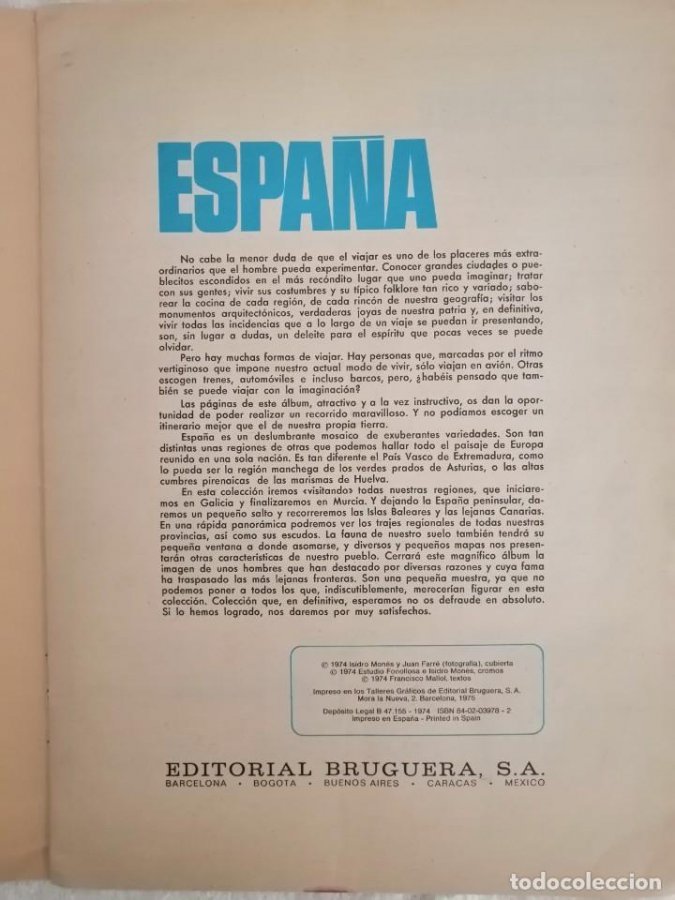 ESPAÑA
No cabe la menor duda de que el viajar es uno de los placeres más extra-
ordinarios que el hombre pueda experimentar. Conocer grandes ciudades o pue-
blecitos escondidos en el más recóndito lugar que uno pueda imaginar; tratar
con sus gentes; vivir sus costumbres y su típico folklore tan rico y variado; sabo-
rear la cocina de cada región, de cada rincón de nuestra geografía; visitar los
monumentos arquitectónicos, verdaderas joyas de nuestra patria y, en definitiva,
vivir todas las incidencias que a lo largo de un viaje se puedan ir presentando,
son, sin lugar a dudas, un deleite para el espíritu que pocas veces se puede
olvidar.
Pero hay muchas formas de viajar. Hay personas que, marcadas por el ritmo
vertiginoso que impone nuestro actual modo de vivir, sólo viajan en avión. Otras
escogen trenes, automóviles e incluso barcos, pero, ¿habéis pensado que tam-
bién se puede viajar con la imaginación?
Las páginas de este álbum, atractivo y a la vez instructivo, os dan la opor-
tunidad de poder realizar un recorrido maravilloso. Y no podíamos escoger un
itinerario mejor que el de nuestra propia tierra.
España es un deslumbrante mosaico de exuberantes variedades. Son tan
distintas unas regiones de otras que podemos hallar todo el paisaje de Europa
reunido en una sola nación. Es tan diferente el País Vasco de Extremadura, como
lo pueda ser la región manchega de los verdes prados de Asturias, o las altas
cumbres pirenaicas de las marismas de Huelva.
En esta colección iremos «visitando» todas nuestras regiones, que iniciare-
mos en Galicia y finalizaremos en Murcia. Y dejando la España peninsular, da-
remos un pequeño salto y recorreremos las Islas Baleares y las lejanas Canarias.
En una rápida panorámica podremos ver los trajes regionales de todas nuestras
provincias, así como sus escudos. La fauna de nuestro suelo también tendrá su
pequeña ventana a donde asomarse, y diversos y pequeños mapas nos presen-
tarán otras características de nuestro pueblo. Cerrará este magnífico álbum la
imagen de unos hombres que han destacado por diversas razones y cuya fama
ha traspasado las más lejanas fronteras. Son una pequeña muestra, ya que no
podemos poner a todos los que, indiscutiblemente, merecerían figurar en esta
colección. Colección que, en definitiva, esperamos no os defraude en absoluto.
Si lo hemos logrado, nos daremos por muy satisfechos.
© 1974 Isidro Monés y Juan Farré (fotografía), cubierta
© 1974 Estudio Fonollosa e Isidro Monés, cromos
© 1974 Francisco Mallol, textos
Impreso en los Talleres Gráficos de Editorial Bruguera, S.A.
Mora la Nueva, 2. Barcelona, 1975
Depósito Legal B 47.155 - 1974 ISBN 84-02-03978 - 2
Impreso en España - Printed in Spain
EDITORIAL BRUGUERA, S.A.
BARCELONA • BOGOTA • BUENOS AIRES • CARACAS • MEXICO
todocoleccion